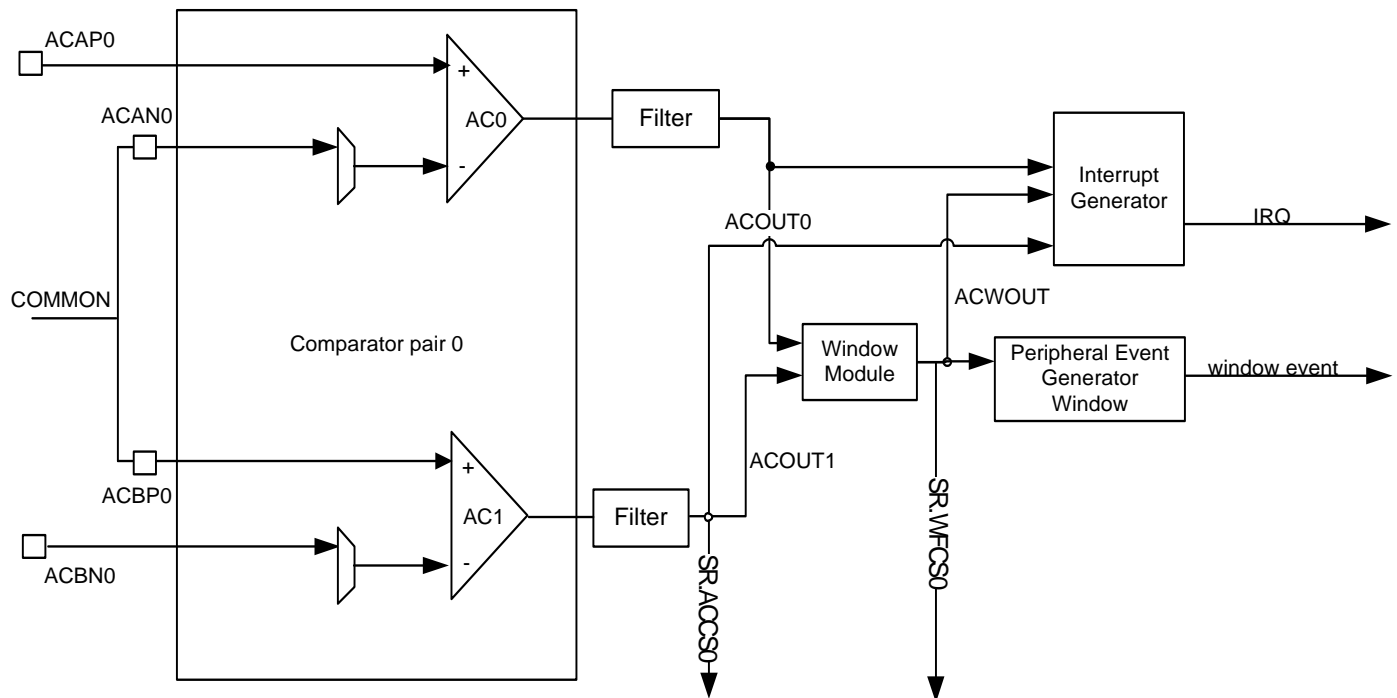 ACAP0
+
AC0
-
ACAN0
Filter
Interrupt
Generator
IRQ
ACOUT0
COMMON
ACWOUT
Comparator pair 0
Window
Module
Peripheral Event
Generator
Window
window event
ACBP0
+
AC1
-
ACOUT1
Filter
ACBN0
SR.ACCS0
SR.WFCS0